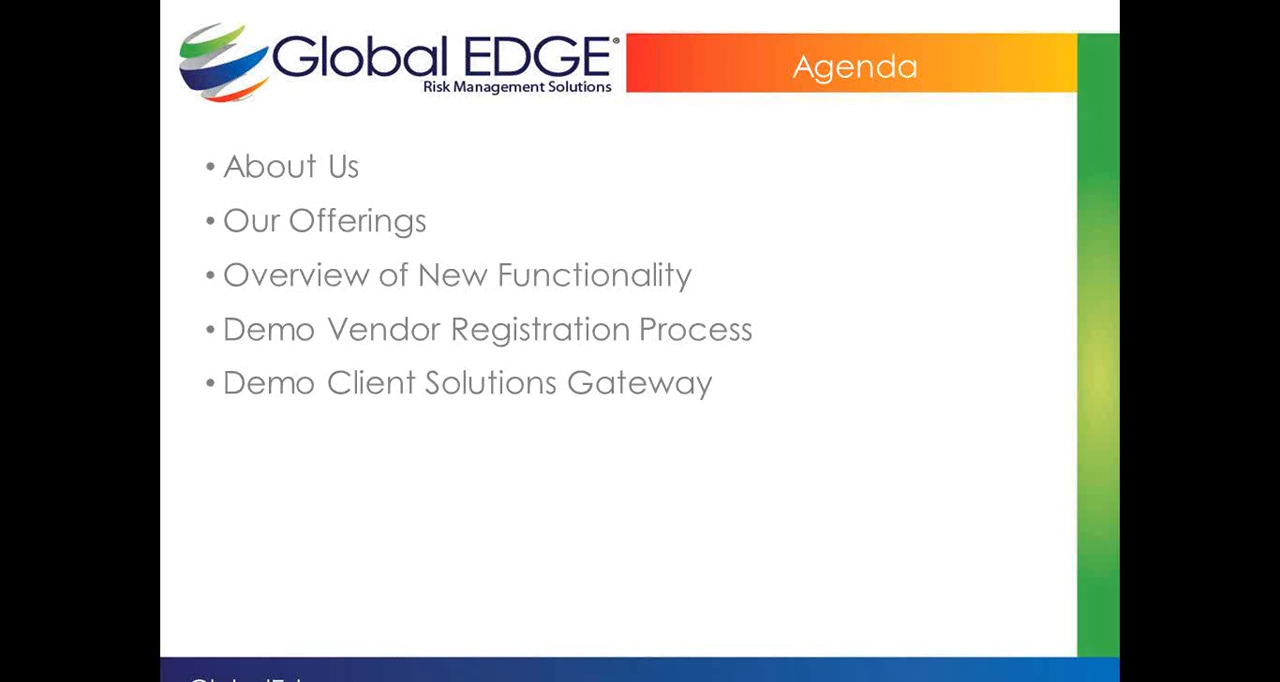 Global EDGE®
Risk Management Solutions
Agenda
• About Us
• Our Offerings
• Overview of New Functionality
• Demo Vendor Registration Process
• Demo Client Solutions Gateway